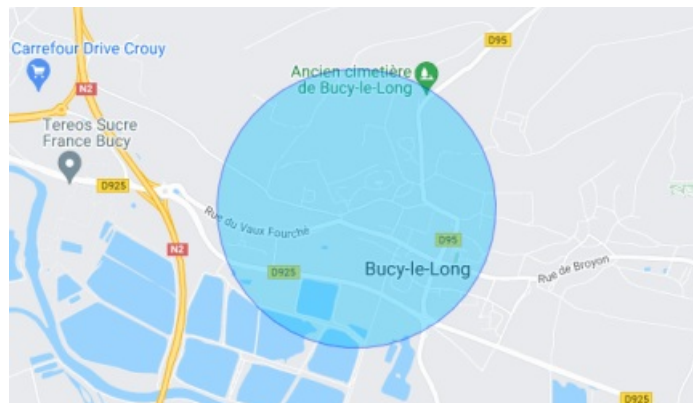 D95
Carrefour Drive Crouy
Ancien cimetière
de Bucy-le-Long
N2
Tereos Sucre
France Bucy
D925
Rue du Vaux Fourché
D95
N2
D925
Bucy-le-Long
Rue de Broyon
D925